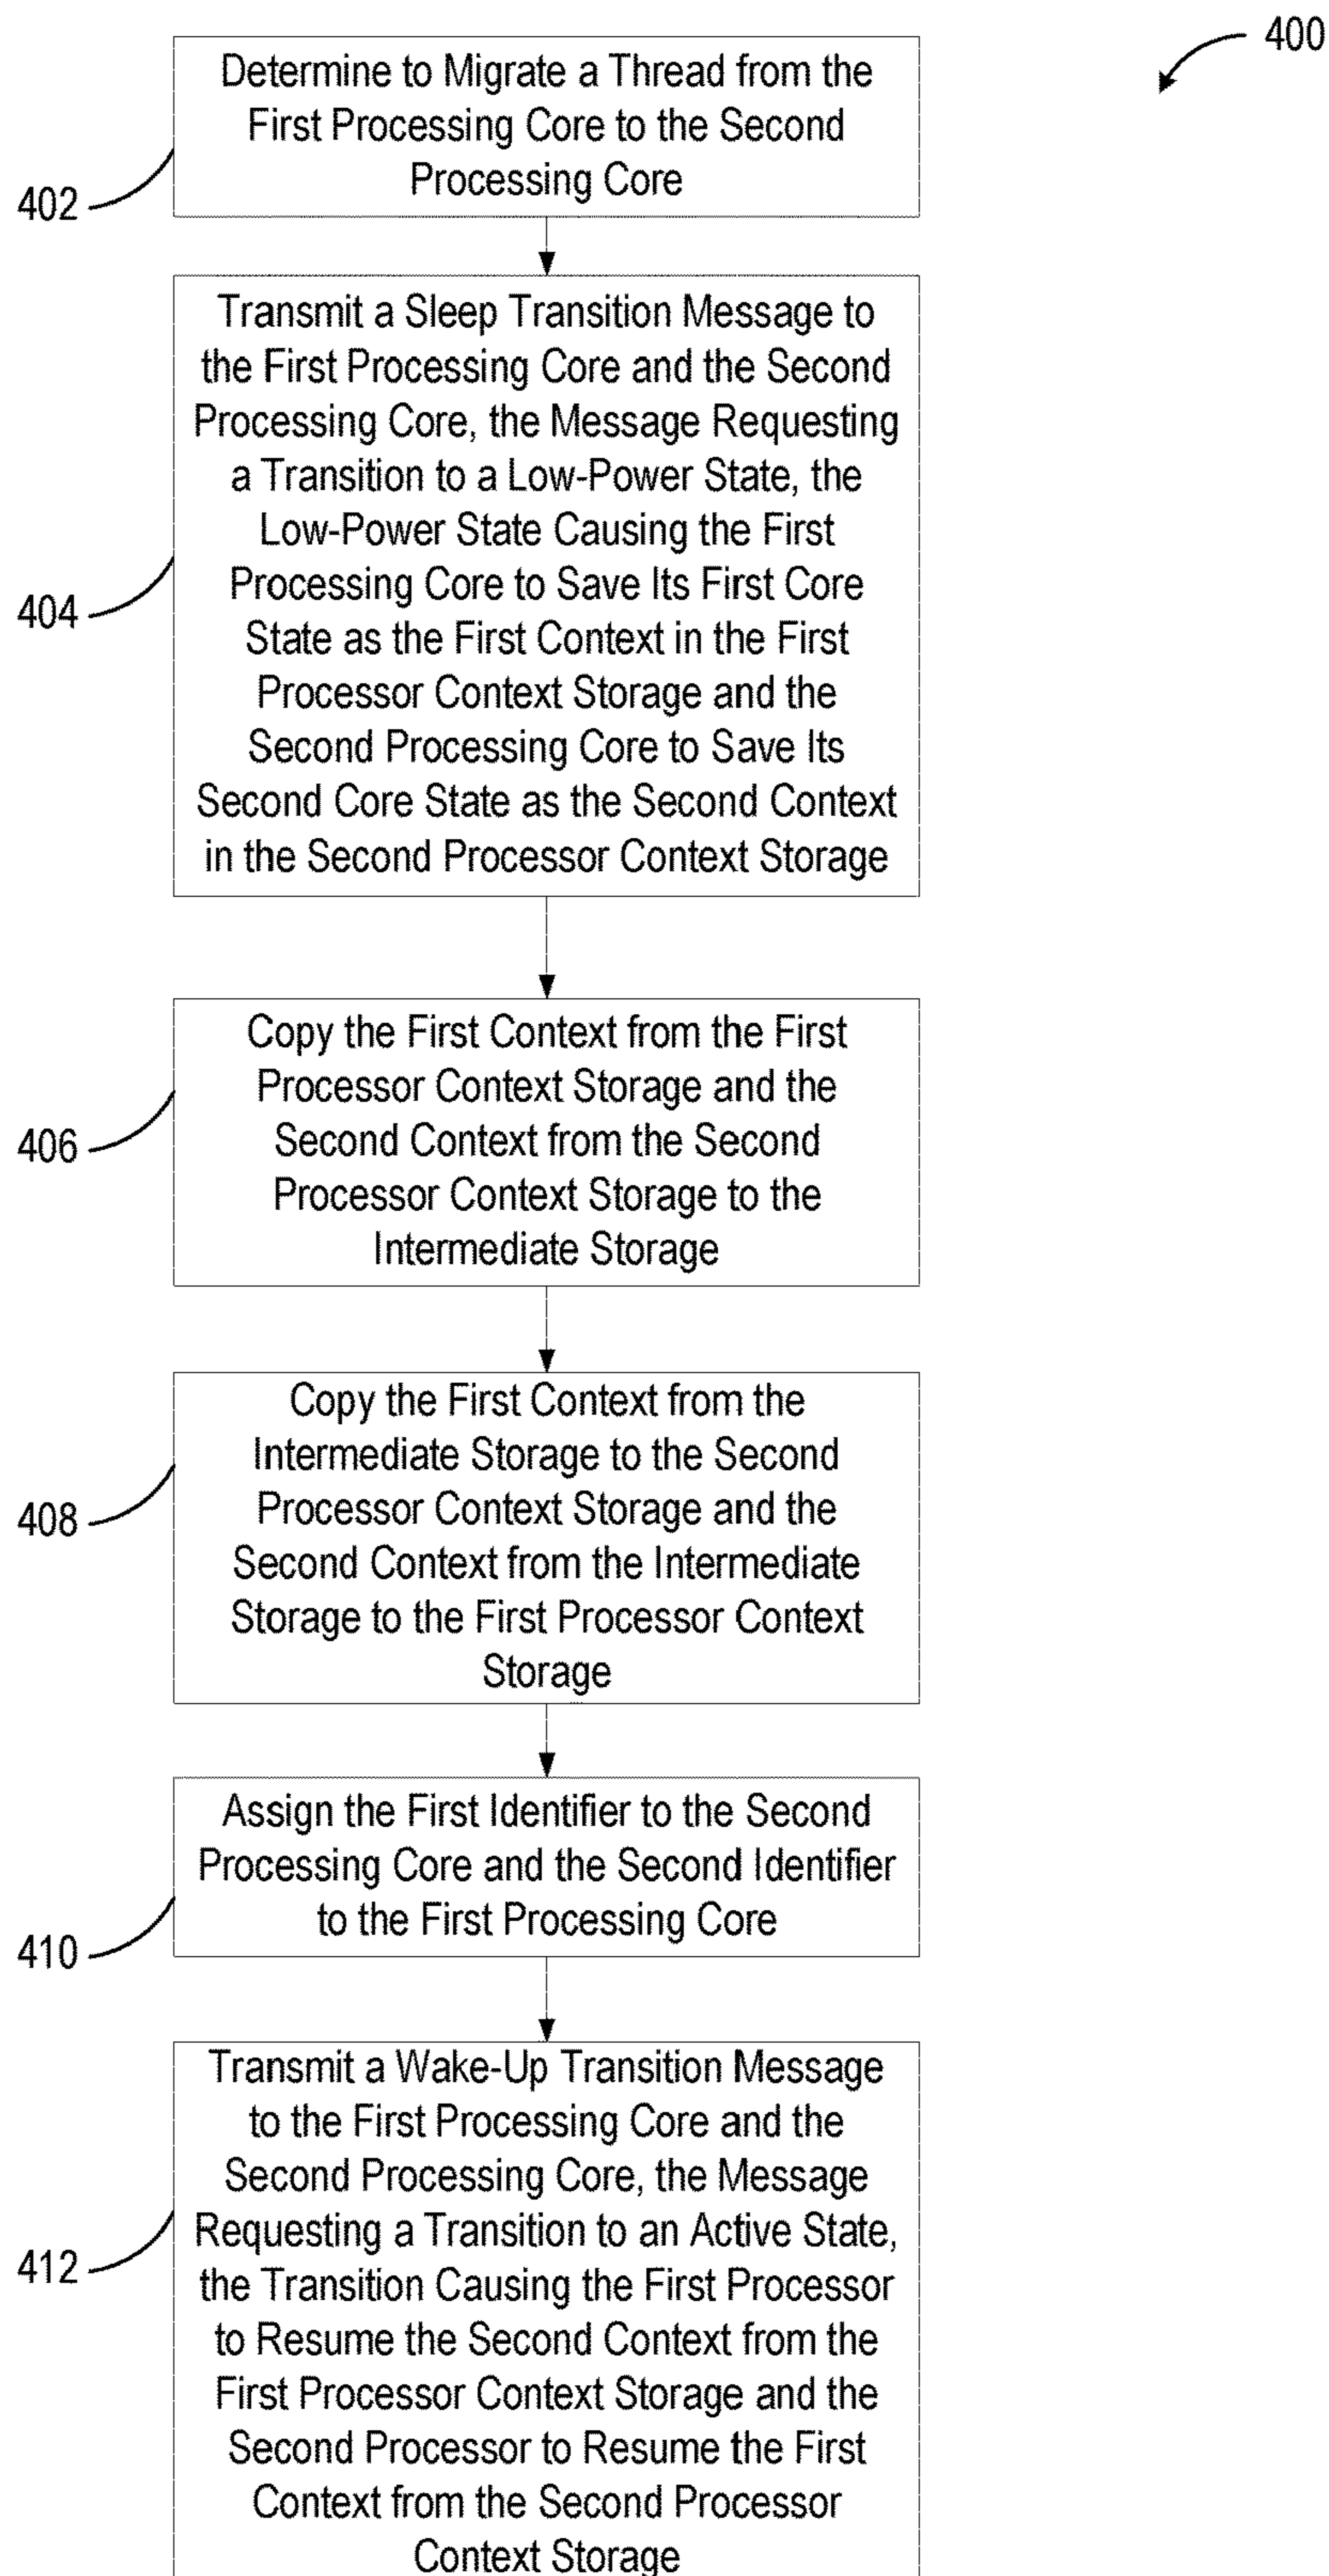 400
Determine to Migrate a Thread from the
First Processing Core to the Second
Processing Core
402
Transmit a Sleep Transition Message to
the First Processing Core and the Second
Processing Core, the Message Requesting
a Transition to a Low-Power State, the
Low-Power State Causing the First
Processing Core to Save Its First Core
State as the First Context in the First
Processor Context Storage and the
Second Processing Core to Save Its
Second Core State as the Second Context
in the Second Processor Context Storage
404
Copy the First Context from the First
Processor Context Storage and the
Second Context from the Second
Processor Context Storage to the
Intermediate Storage
406
Copy the First Context from the
Intermediate Storage to the Second
Processor Context Storage and the
Second Context from the Intermediate
Storage to the First Processor Context
Storage
408
Assign the First Identifier to the Second
Processing Core and the Second Identifier
to the First Processing Core
410
Transmit a Wake-Up Transition Message
to the First Processing Core and the
Second Processing Core, the Message
Requesting a Transition to an Active State,
the Transition Causing the First Processor
to Resume the Second Context from the
First Processor Context Storage and the
Second Processor to Resume the First
Context from the Second Processor
Context Storage
412